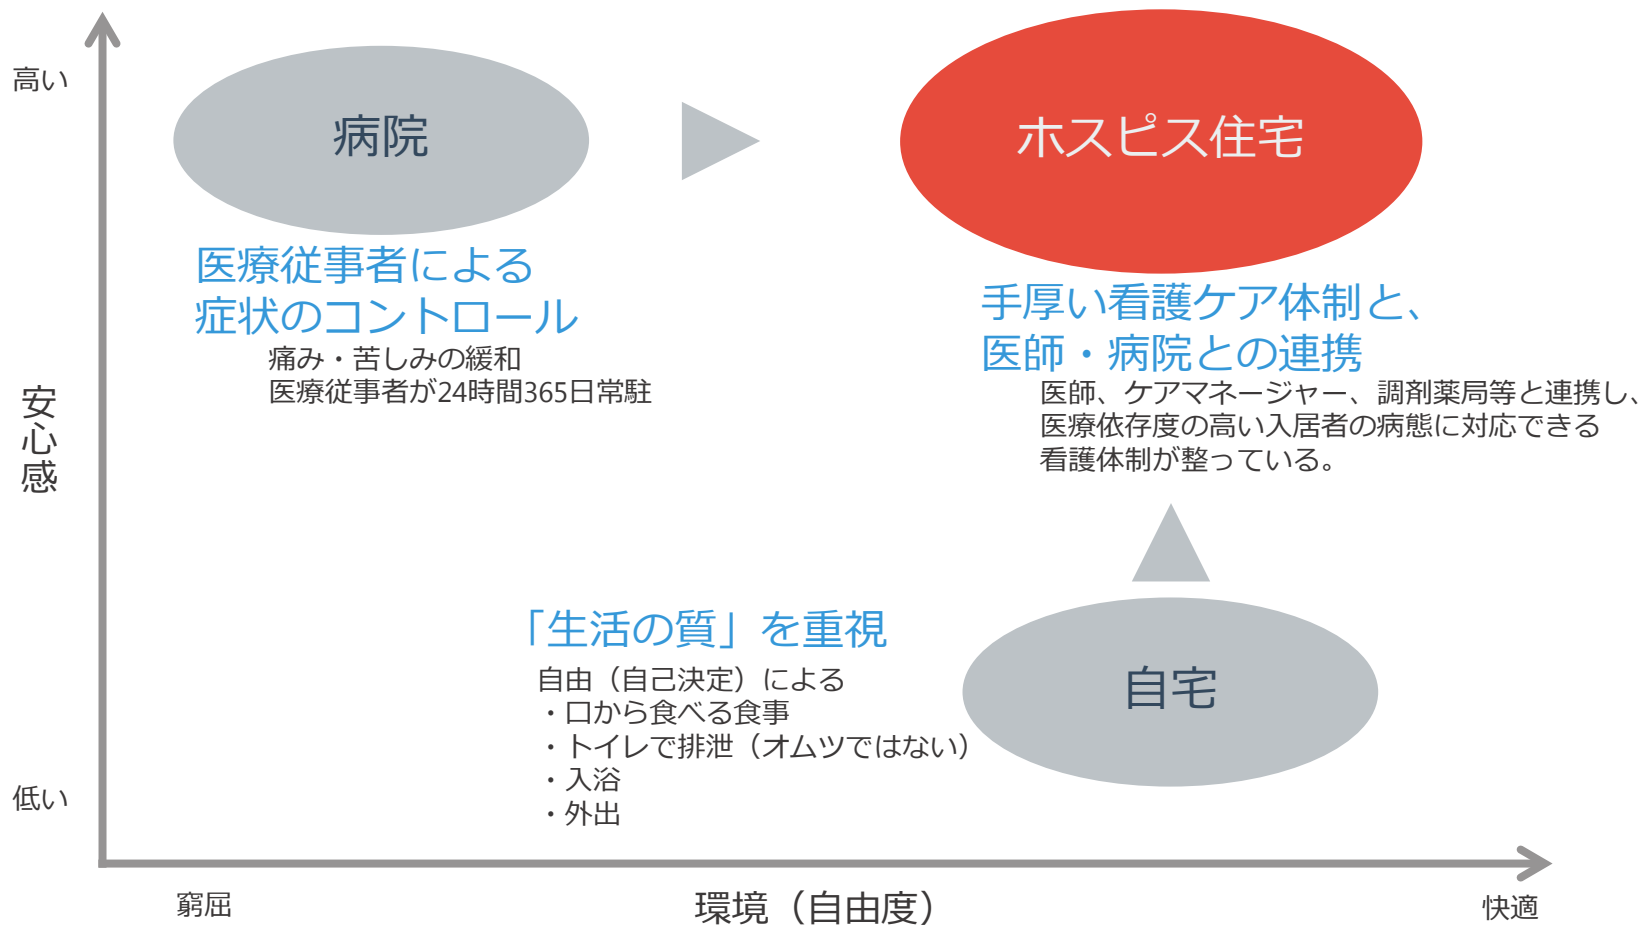 高い
病院
ホスピス住宅
医療従事者による
症状のコントロール
痛み・苦しみの緩和
医療従事者が24時間365日常駐
手厚い看護ケア体制と、
医師・病院との連携
医師、ケアマネージャー、調剤薬局等と連携し、
医療依存度の高い入居者の病態に対応できる
看護体制が整っている。
安心感
「生活の質」を重視
自由（自己決定）による
・口から食べる食事
・トイレで排泄（オムツではない）
・入浴
・外出
自宅
低い
窮屈
環境（自由度）
快適